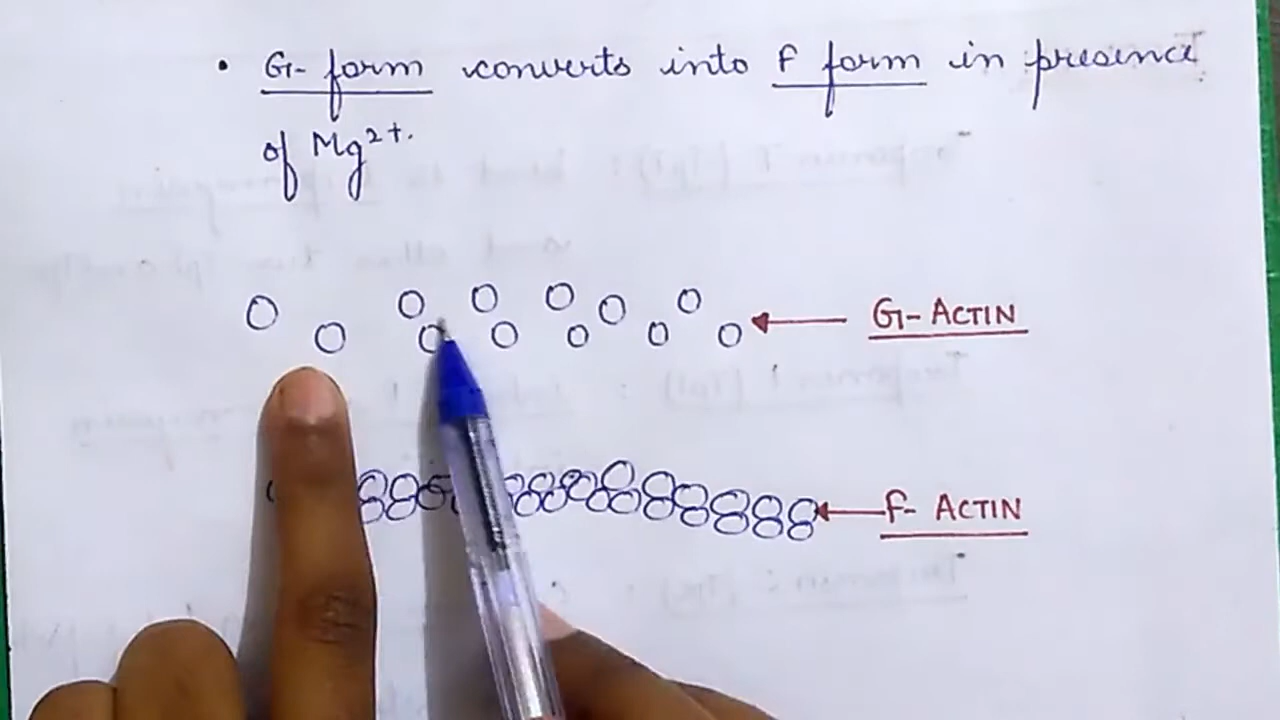 • G- form converts into F form in presence
of Mg²⁺.
G-ACTIN
F-ACTIN